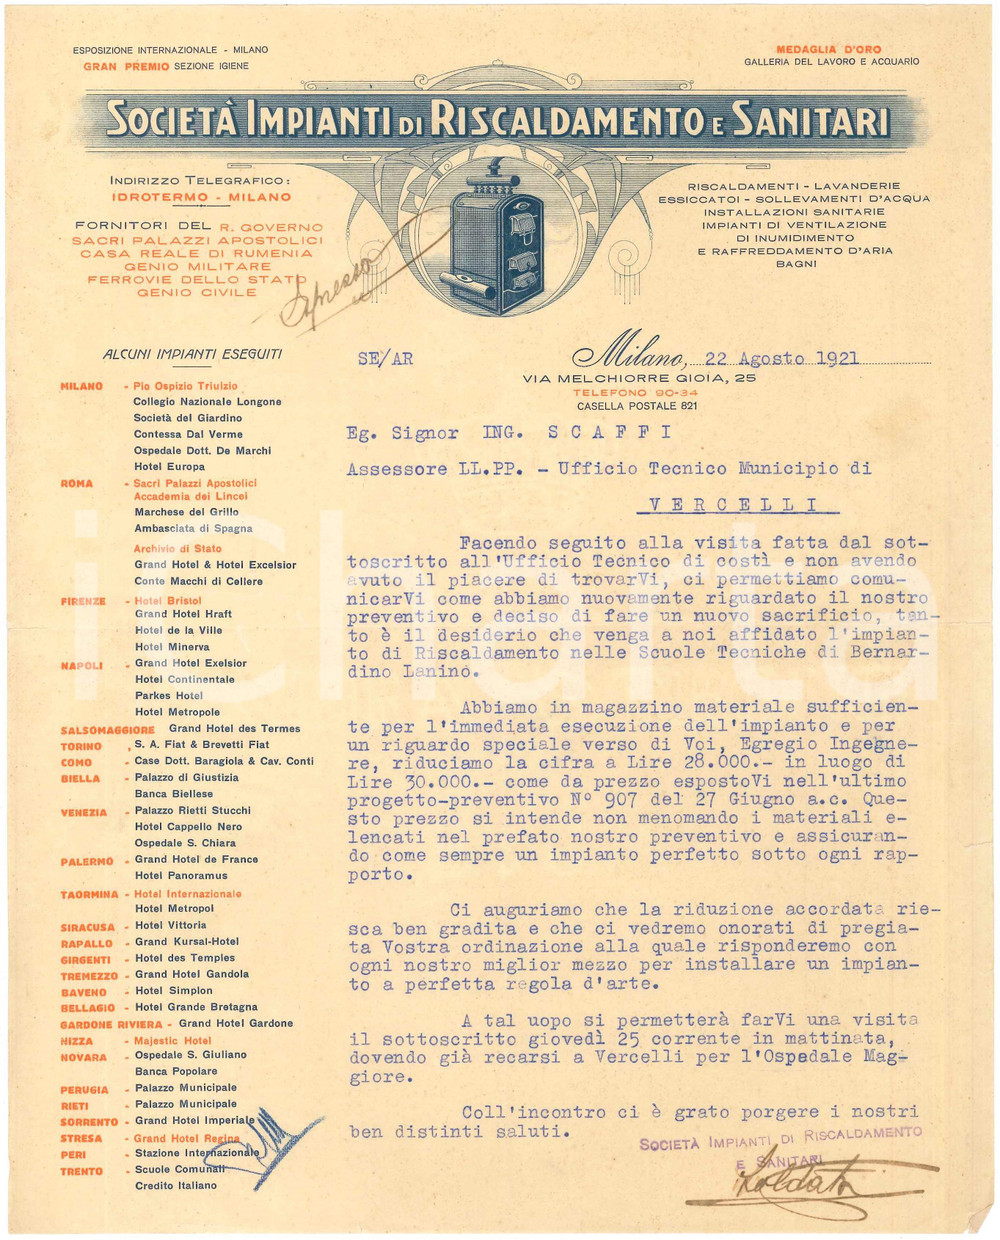 ESPOSIZIONE INTERNAZIONALE - MILANO
GRAN PREMIO SEZIONE IGIENE
MEDAGLIA D'ORO
GALLERIA DEL LAVORO E ACQUARIO
SOCIETÀ IMPIANTI DI RISCALDAMENTO E SANITARI
INDIRIZZO TELEGRAFICO:
IDROTERMO - MILANO
FORNITORI DEL R. GOVERNO
SACRI PALAZZI APOSTOLICI
CASA REALE DI RUMENIA
GENIO MILITARE
FERROVIE DELLO STATO
GENIO CIVILE
Espresso
RISCALDAMENTI - LAVANDERIE
ESSICCATOI - SOLLEVAMENTI D'ACQUA
INSTALLAZIONI SANITARIE
IMPIANTI DI VENTILAZIONE
DI INUMIDIMENTO
E RAFFREDDAMENTO D'ARIA
BAGNI
ALCUNI IMPIANTI ESEGUITI
MILANO - Pio Ospizio Triulzio
Collegio Nazionale Longone
Società del Giardino
Contessa Dal Verme
Ospedale Dott. De Marchi
Hotel Europa
ROMA - Sacri Palazzi Apostolici
Accademia dei Lincei
Marchese del Grillo
Ambasciata di Spagna
Archivio di Stato
Grand Hotel & Hotel Excelsior
Conte Macchi di Cellere
FIRENZE - Hotel Bristol
Grand Hotel Hraft
Hotel de la Ville
Hotel Minerva
NAPOLI - Grand Hotel Exelsior
Hotel Continentale
Parkes Hotel
Hotel Metropole
SALSOMAGGIORE Grand Hotel des Termes
TORINO - S. A. Fiat & Brevetti Fiat
COMO - Case Dott. Baragiola & Cav. Conti
BIELLA - Palazzo di Giustizia
Banca Biellese
VENEZIA - Palazzo Rietti Stucchi
Hotel Cappello Nero
Ospedale S. Chiara
PALERMO - Grand Hotel de France
Hotel Panoramus
TAORMINA - Hotel Internazionale
Hotel Metropol
SIRACUSA - Hotel Vittoria
RAPALLO - Grand Kursal-Hotel
GIRGENTI - Hotel des Temples
TREMEZZO - Grand Hotel Gandola
BAVENO - Hotel Simplon
BELLAGIO - Hotel Grande Bretagna
GARDONE RIVIERA - Grand Hotel Gardone
NIZZA - Majestic Hotel
NOVARA - Ospedale S. Giuliano
Banca Popolare
PERUGIA - Palazzo Municipale
RIETI - Palazzo Municipale
SORRENTO - Grand Hotel Imperiale
STRESA - Grand Hotel Regina
PERI - Stazione Internazionale
TRENTO - Scuole Comunali
Credito Italiano
SE/AR
Milano, 22 Agosto 1921
VIA MELCHIORRE GIOIA, 25
TELEFONO 90-34
CASELLA POSTALE 821
Eg. Signor ING. SCAFFI
Assessore LL.PP. - Ufficio Tecnico Municipio di
VERCELLI
Facendo seguito alla visita fatta dal sot-
toscritto all'Ufficio Tecnico di costì e non avendo
avuto il piacere di trovarVi, ci permettiamo comu-
nicarVi come abbiamo nuovamente riguardato il nostro
preventivo e deciso di fare un nuovo sacrificio, tan-
to è il desiderio che venga a noi affidato l'impian-
to di Riscaldamento nelle Scuole Tecniche di Bernar-
dino Lanino.
Abbiamo in magazzino materiale sufficien-
te per l'immediata esecuzione dell'impianto e per
un riguardo speciale verso di Voi, Egregio Ingegne-
re, riduciamo la cifra a Lire 28.000.- in luogo di
Lire 30.000.- come da prezzo espostoVi nell'ultimo
progetto-preventivo N° 907 del 27 Giugno a.c. Que-
sto prezzo si intende non menomando i materiali e-
lencati nel prefato nostro preventivo e assicuran-
do come sempre un impianto perfetto sotto ogni rap-
porto.
Ci auguriamo che la riduzione accordata rie-
sca ben gradita e che ci vedremo onorati di pregia-
ta Vostra ordinazione alla quale risponderemo con
ogni nostro miglior mezzo per installare un impian-
to a perfetta regola d'arte.
A tal uopo si permetterà farVi una visita
il sottoscritto giovedì 25 corrente in mattinata,
dovendo già recarsi a Vercelli per l'Ospedale Mag-
giore.
Coll'incontro ci è grato porgere i nostri
ben distinti saluti.
SOCIETÀ IMPIANTI DI RISCALDAMENTO
E SANITARI
iCharta